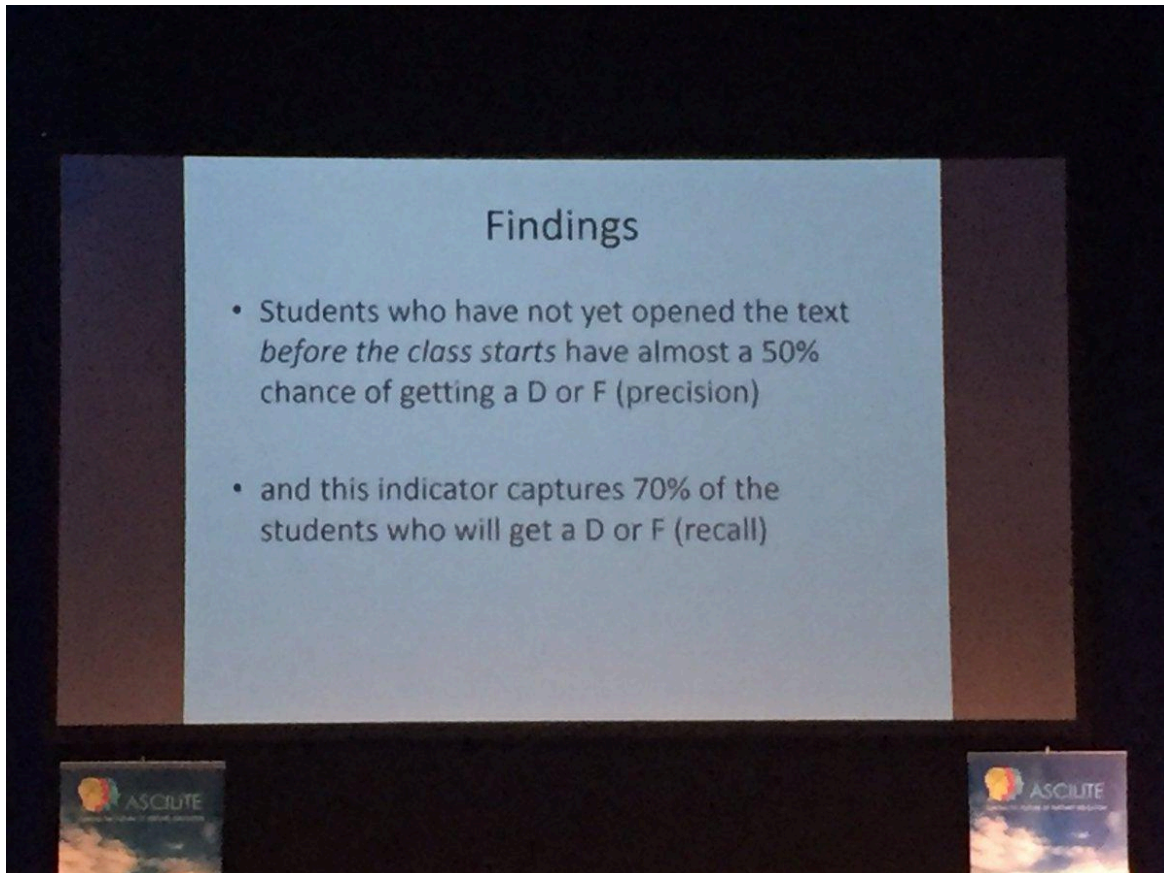 Findings
• Students who have not yet opened the text
before the class starts have almost a 50%
chance of getting a D or F (precision)
• and this indicator captures 70% of the
students who will get a D or F (recall)
ASCILITE
ASCILITE